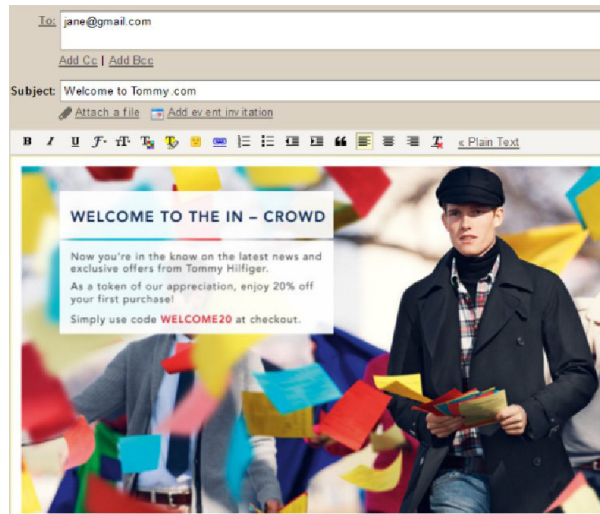 To: jane@gmail.com
Add Cc | Add Bcc
Subject: Welcome to Tommy.com
Attach a file Add event invitation
B I U F T T T “ T « Plain Text
WELCOME TO THE IN – CROWD
Now you're in the know on the latest news and
exclusive offers from Tommy Hilfiger.
As a token of our appreciation, enjoy 20% off
your first purchase!
Simply use code WELCOME20 at checkout.